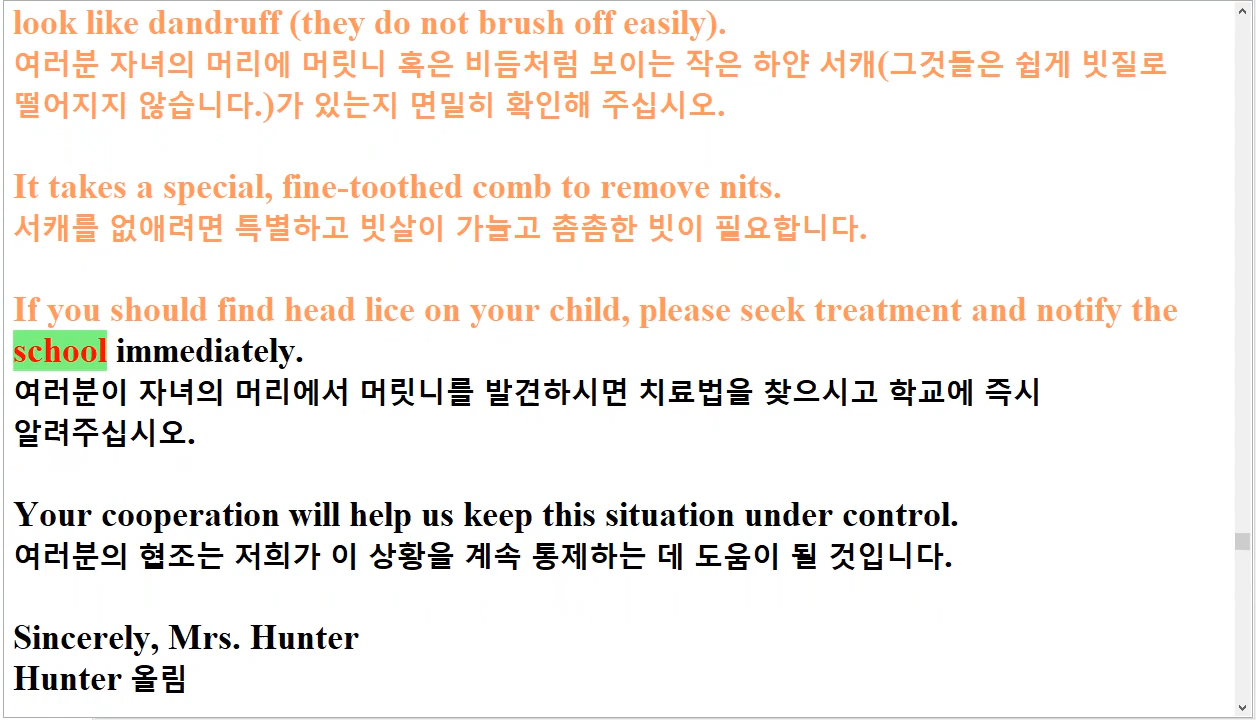 look like dandruff (they do not brush off easily).
여러분 자녀의 머리에 머릿니 혹은 비듬처럼 보이는 작은 하얀 서캐(그것들은 쉽게 빗질로
떨어지지 않습니다.)가 있는지 면밀히 확인해 주십시오.
It takes a special, fine-toothed comb to remove nits.
서캐를 없애려면 특별하고 빗살이 가늘고 촘촘한 빗이 필요합니다.
If you should find head lice on your child, please seek treatment and notify the
school immediately.
여러분이 자녀의 머리에서 머릿니를 발견하시면 치료법을 찾으시고 학교에 즉시
알려주십시오.
Your cooperation will help us keep this situation under control.
여러분의 협조는 저희가 이 상황을 계속 통제하는 데 도움이 될 것입니다.
Sincerely, Mrs. Hunter
Hunter 올림